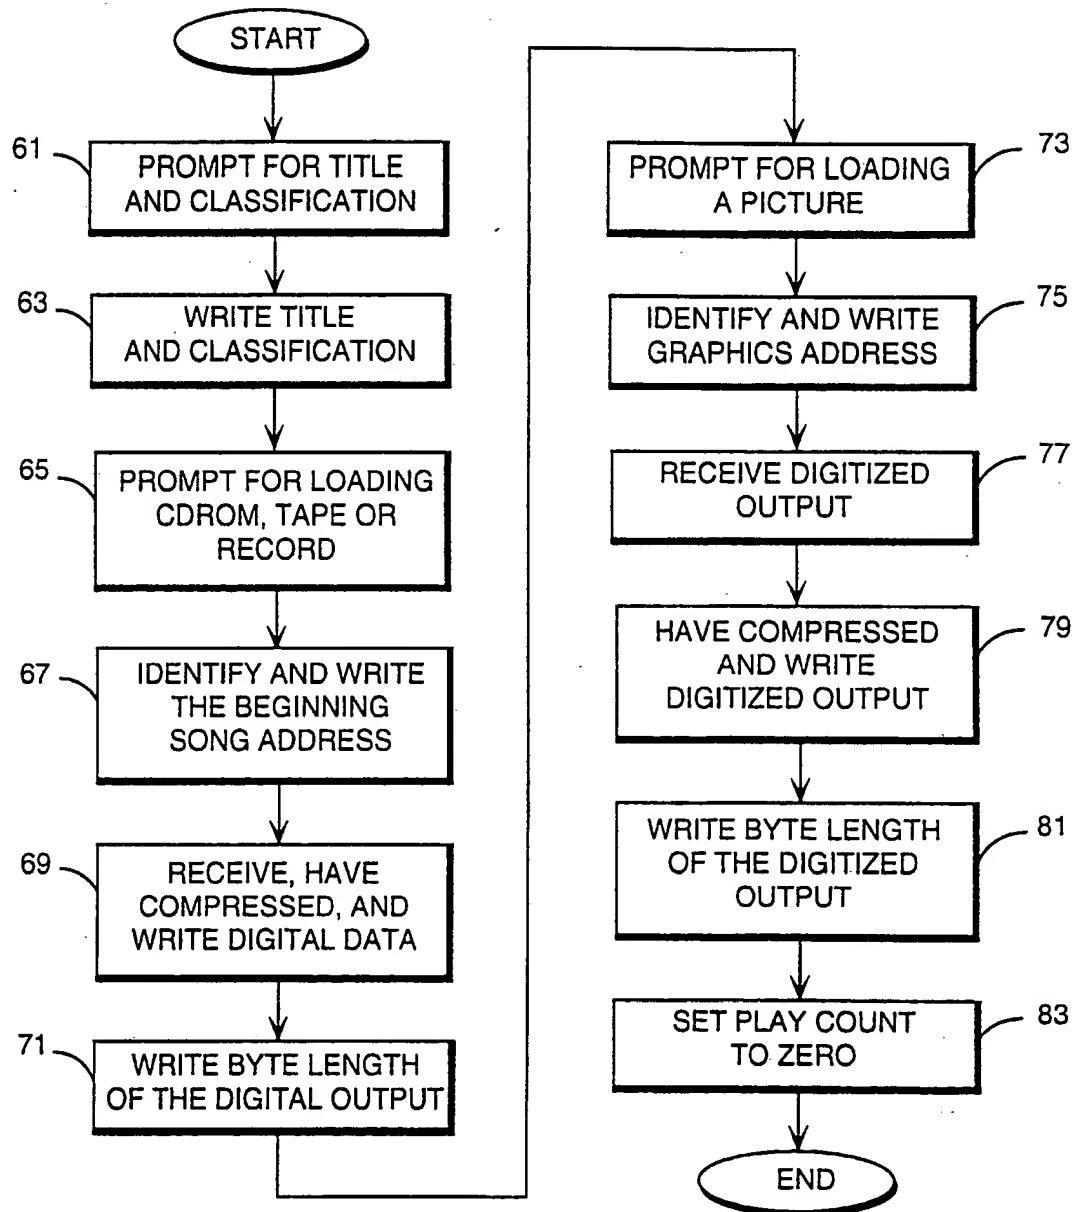 START
61
PROMPT FOR TITLE
AND CLASSIFICATION
63
WRITE TITLE
AND CLASSIFICATION
65
PROMPT FOR LOADING
CDROM, TAPE OR
RECORD
67
IDENTIFY AND WRITE
THE BEGINNING
SONG ADDRESS
69
RECEIVE, HAVE
COMPRESSED, AND
WRITE DIGITAL DATA
71
WRITE BYTE LENGTH
OF THE DIGITAL OUTPUT
73
PROMPT FOR LOADING
A PICTURE
75
IDENTIFY AND WRITE
GRAPHICS ADDRESS
77
RECEIVE DIGITIZED
OUTPUT
79
HAVE COMPRESSED
AND WRITE
DIGITIZED OUTPUT
81
WRITE BYTE LENGTH
OF THE DIGITIZED
OUTPUT
83
SET PLAY COUNT
TO ZERO
END